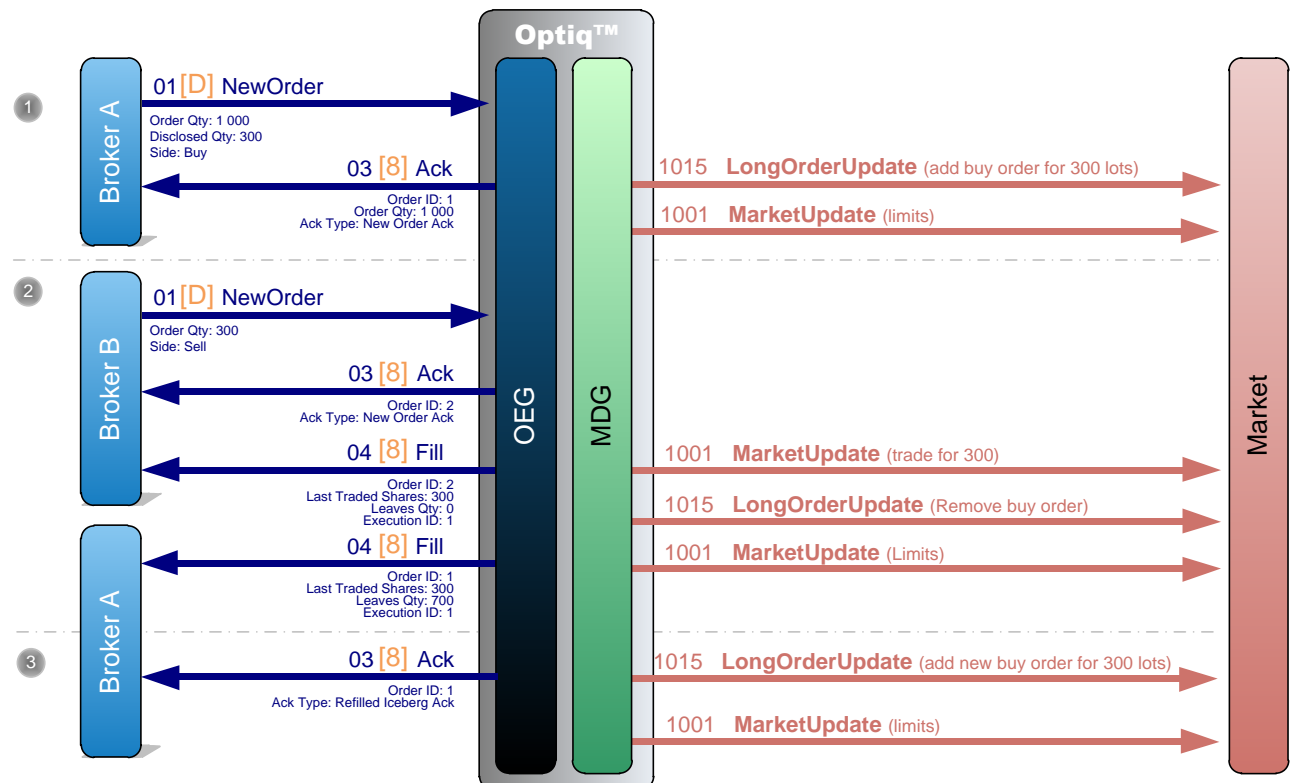 Optiq™
1
Broker A
01 [D] NewOrder
Order Qty: 1 000
Disclosed Qty: 300
Side: Buy
03 [8] Ack
Order ID: 1
Order Qty: 1 000
Ack Type: New Order Ack
1015 LongOrderUpdate (add buy order for 300 lots)
1001 MarketUpdate (limits)
2
Broker B
01 [D] NewOrder
Order Qty: 300
Side: Sell
03 [8] Ack
Order ID: 2
Ack Type: New Order Ack
OEG
MDG
Market
04 [8] Fill
Order ID: 2
Last Traded Shares: 300
Leaves Qty: 0
Execution ID: 1
1001 MarketUpdate (trade for 300)
1015 LongOrderUpdate (Remove buy order)
Broker A
04 [8] Fill
Order ID: 1
Last Traded Shares: 300
Leaves Qty: 700
Execution ID: 1
1001 MarketUpdate (Limits)
3
03 [8] Ack
Order ID: 1
Ack Type: Refilled Iceberg Ack
1015 LongOrderUpdate (add new buy order for 300 lots)
1001 MarketUpdate (limits)